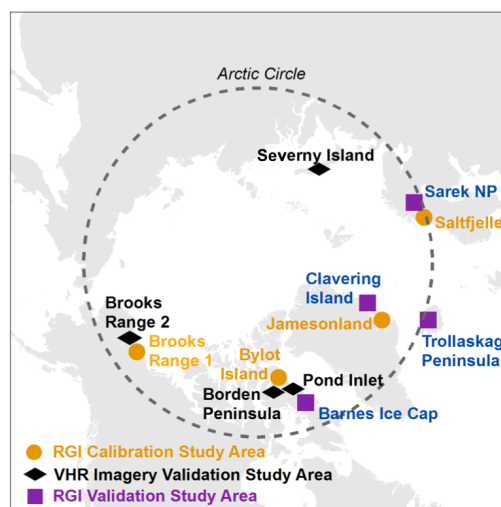 Arctic Circle
Severny Island
Sarek NP
Saltfjelle
Clavering
Island
Jamesonland
Trollaskag
Peninsula
Brooks
Range 2
Brooks
Range 1
Bylot
Island
Pond Inlet
Borden
Peninsula
Barnes Ice Cap
RGI Calibration Study Area
VHR Imagery Validation Study Area
RGI Validation Study Area